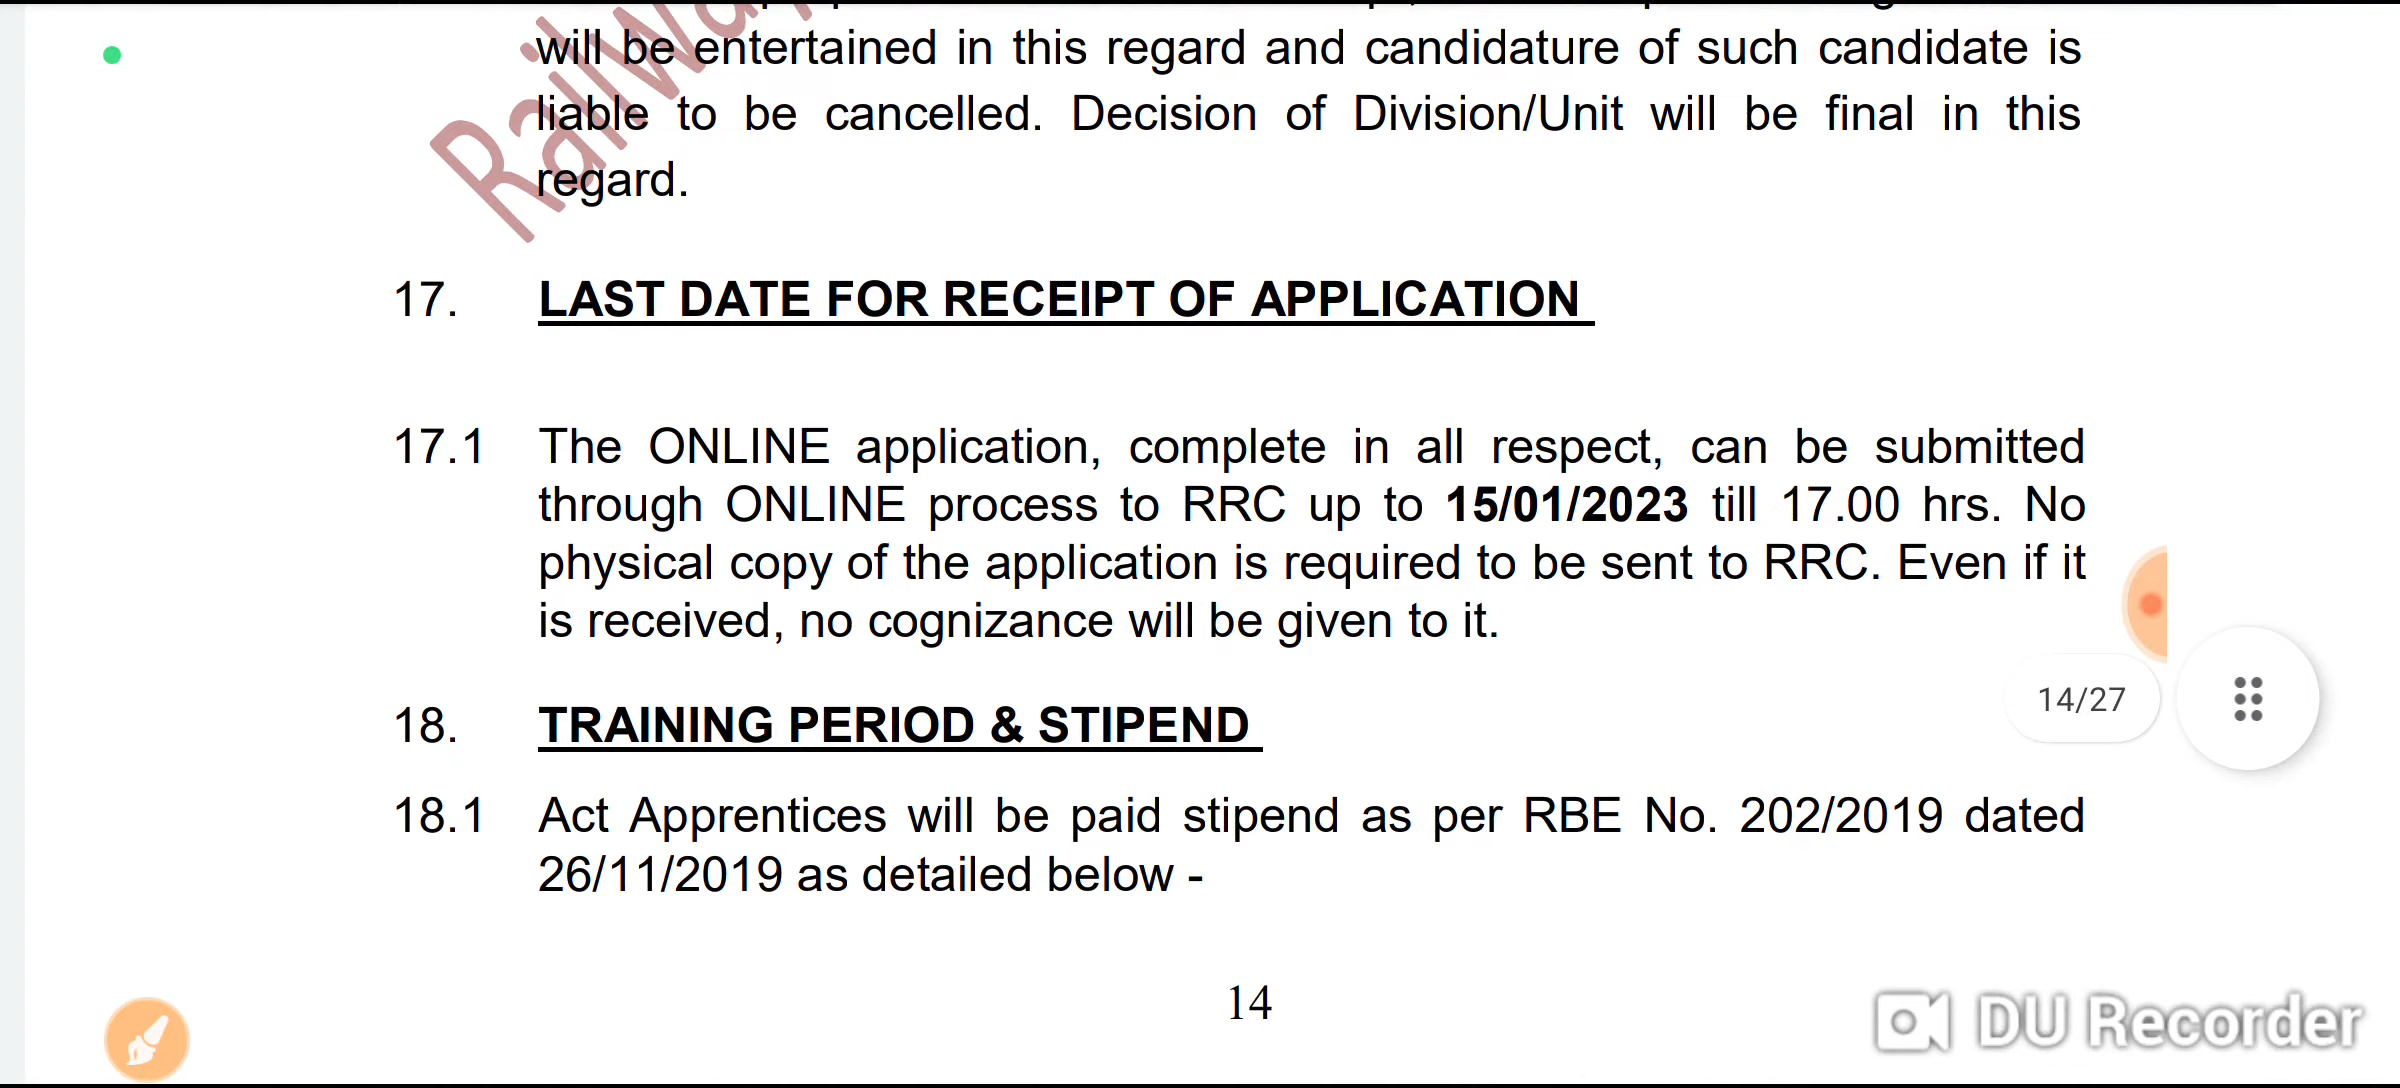 will be entertained in this regard and candidature of such candidate is
liable to be cancelled. Decision of Division/Unit will be final in this
regard.
17. LAST DATE FOR RECEIPT OF APPLICATION
17.1 The ONLINE application, complete in all respect, can be submitted
through ONLINE process to RRC up to 15/01/2023 till 17.00 hrs. No
physical copy of the application is required to be sent to RRC. Even if it
is received, no cognizance will be given to it.
14/27
18. TRAINING PERIOD & STIPEND
18.1 Act Apprentices will be paid stipend as per RBE No. 202/2019 dated
26/11/2019 as detailed below -
14
DU Recorder